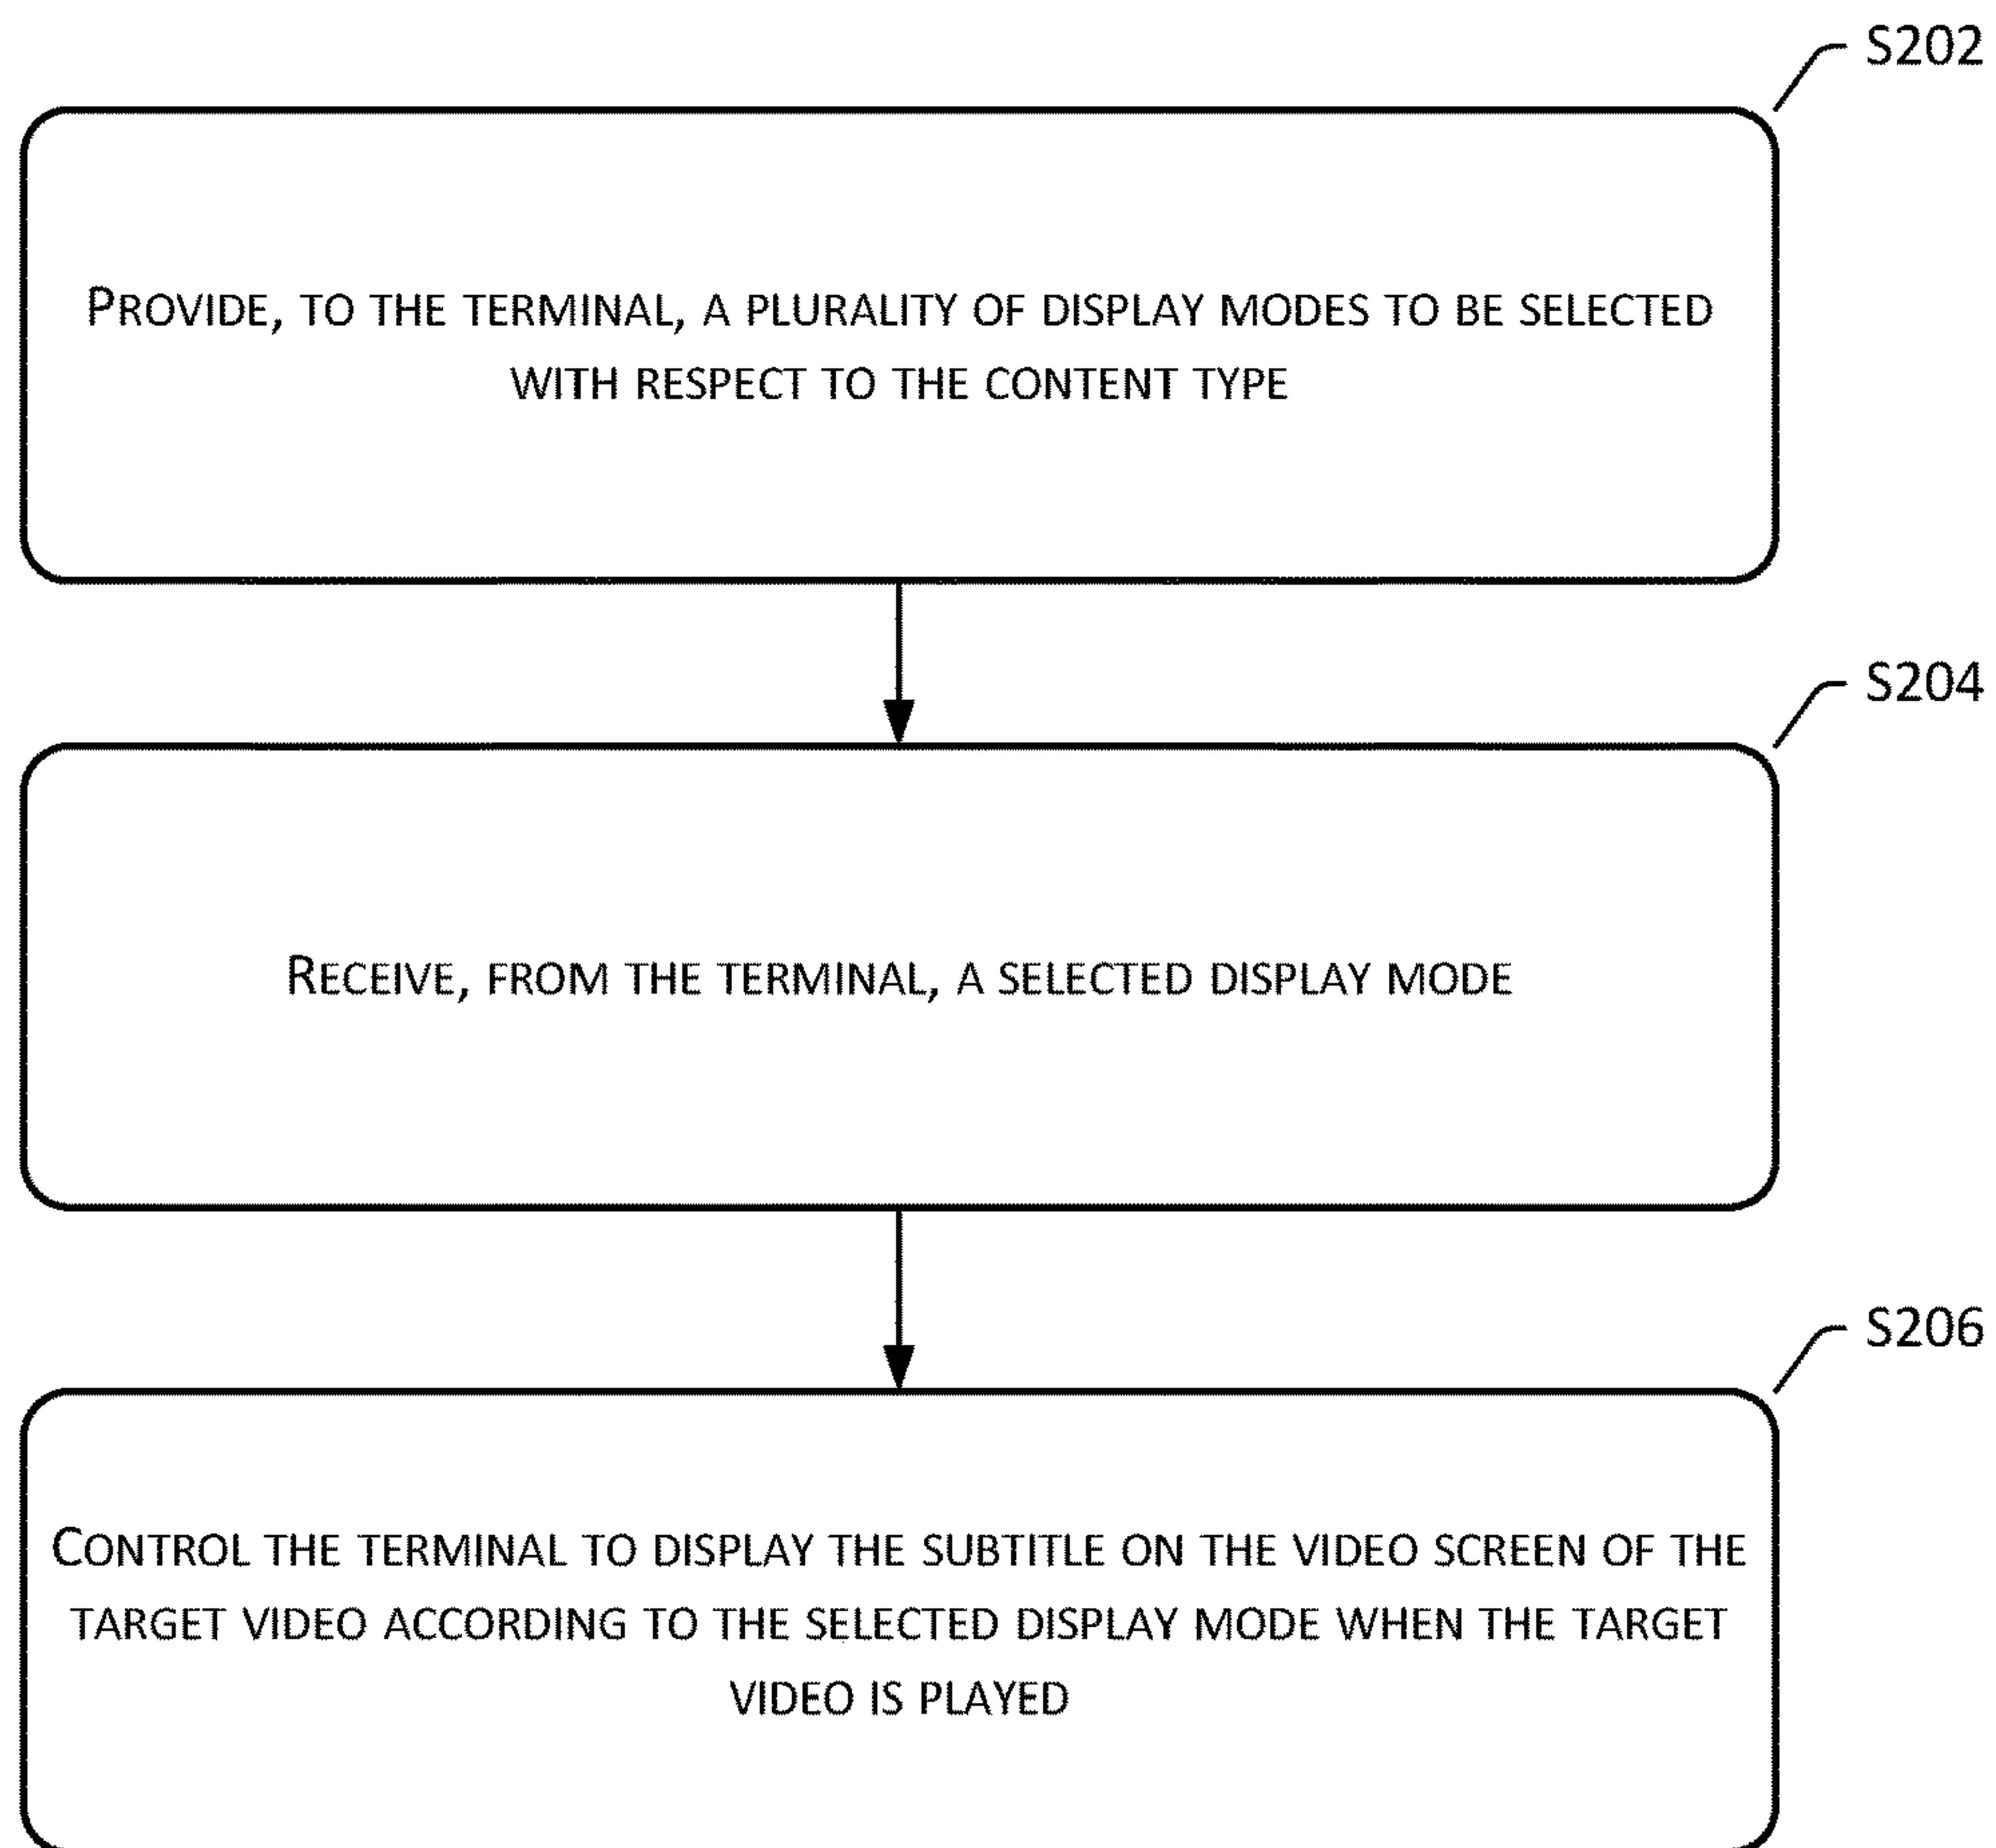 S202
PROVIDE, TO THE TERMINAL, A PLURALITY OF DISPLAY MODES TO BE SELECTED
WITH RESPECT TO THE CONTENT TYPE
S204
RECEIVE, FROM THE TERMINAL, A SELECTED DISPLAY MODE
S206
CONTROL THE TERMINAL TO DISPLAY THE SUBTITLE ON THE VIDEO SCREEN OF THE
TARGET VIDEO ACCORDING TO THE SELECTED DISPLAY MODE WHEN THE TARGET
VIDEO IS PLAYED